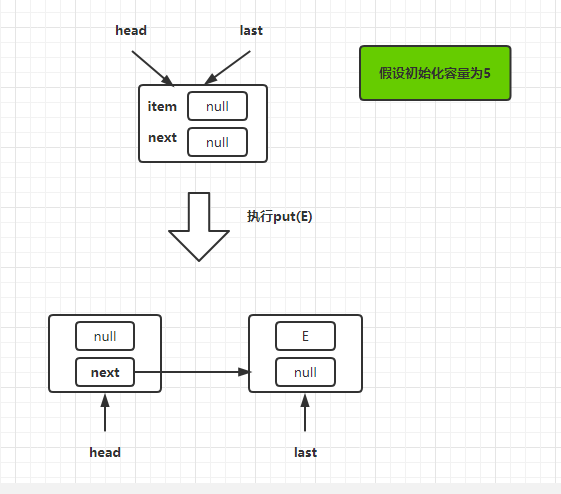 head
last
假设初始化容量为5
item
null
next
null
执行put(E)
null
E
next
null
head
last